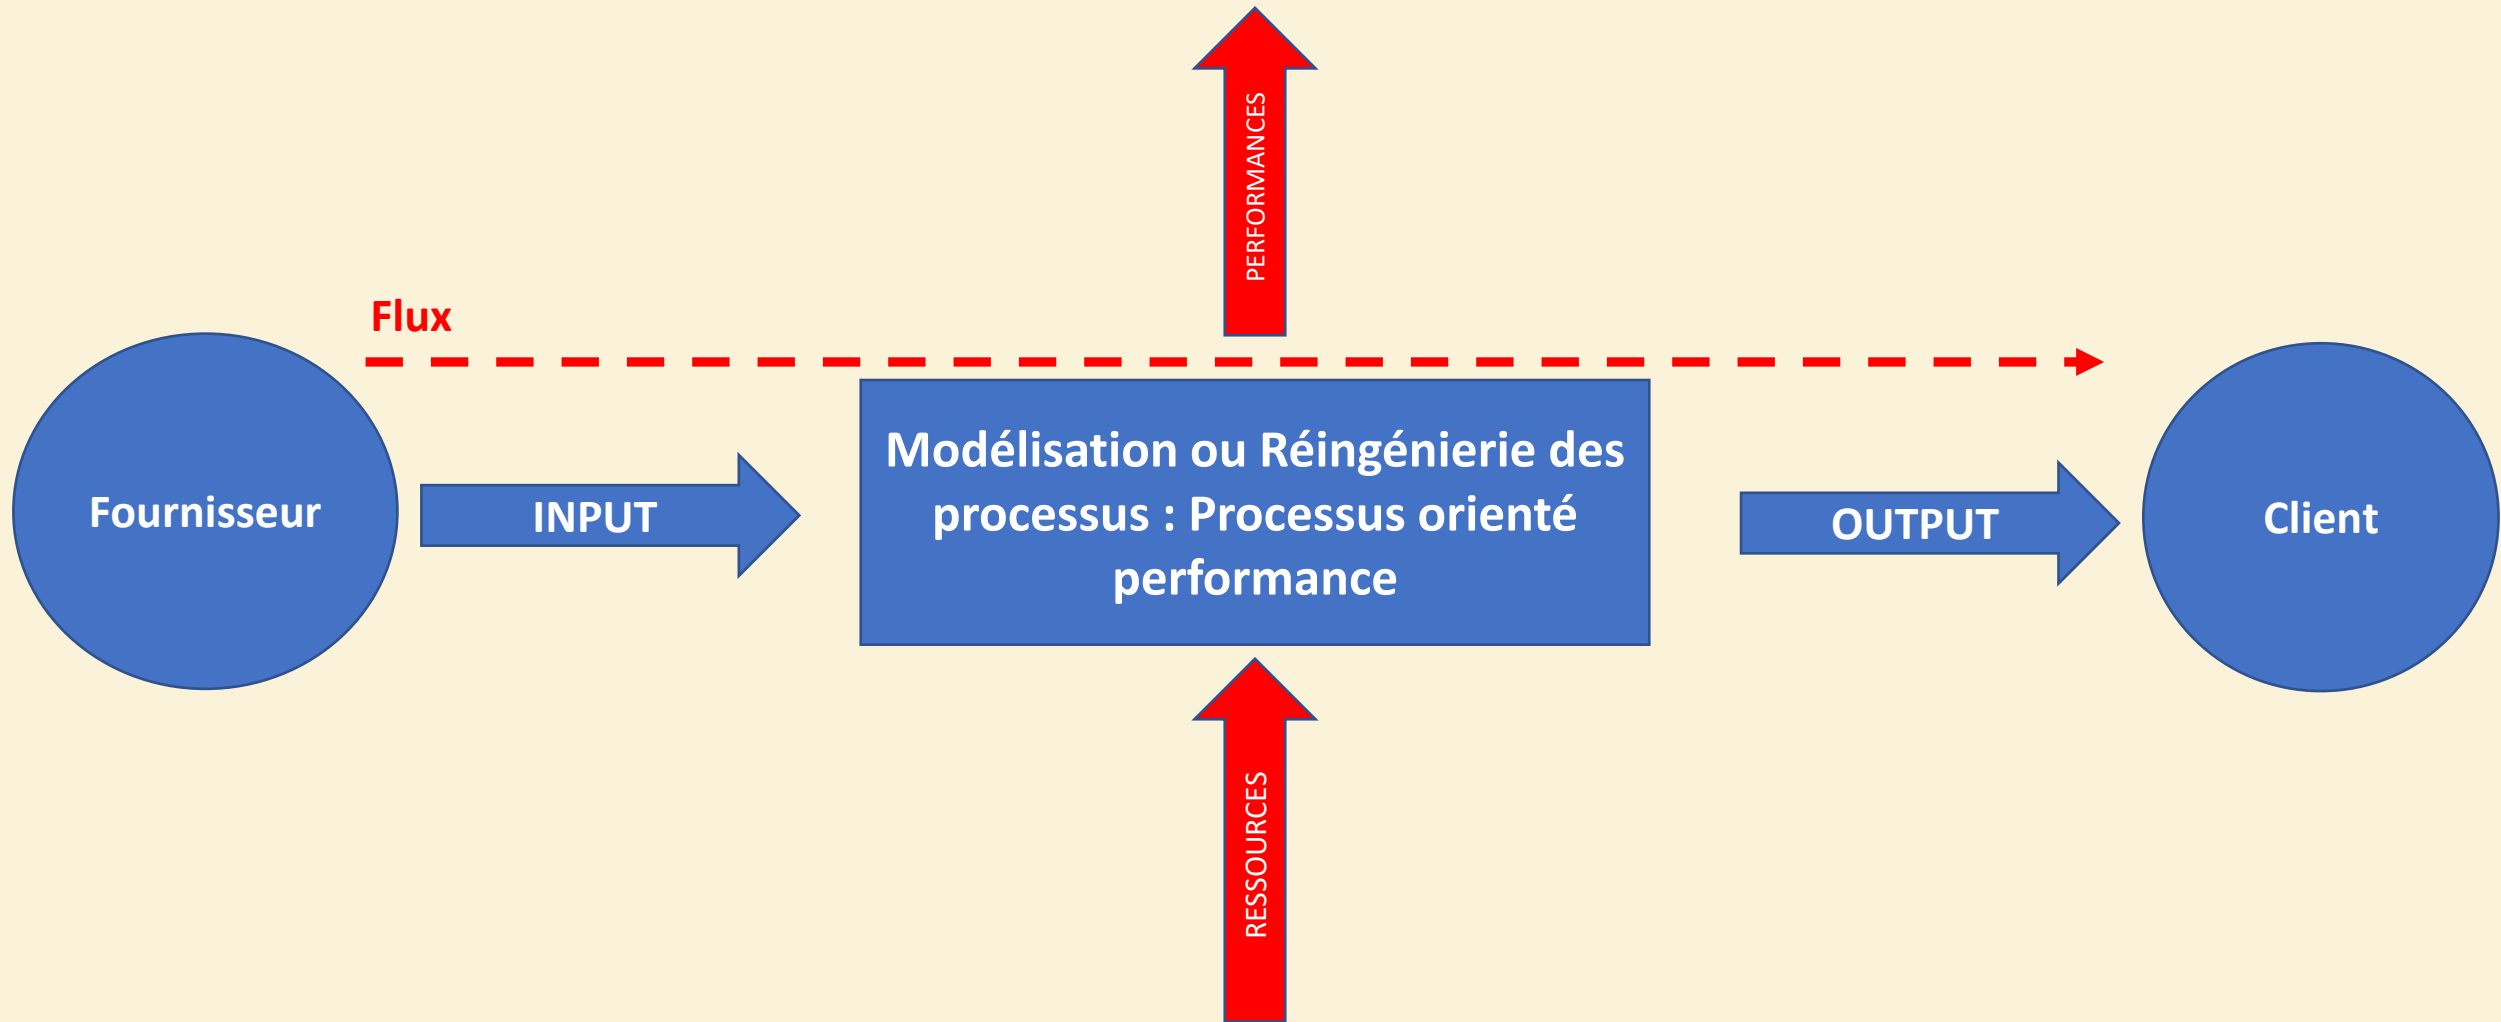 PERFORMANCES
Flux
Fournisseur
INPUT
Modélisation ou Réingénierie des
processus : Processus orienté
performance
OUTPUT
Client
RESSOURCES